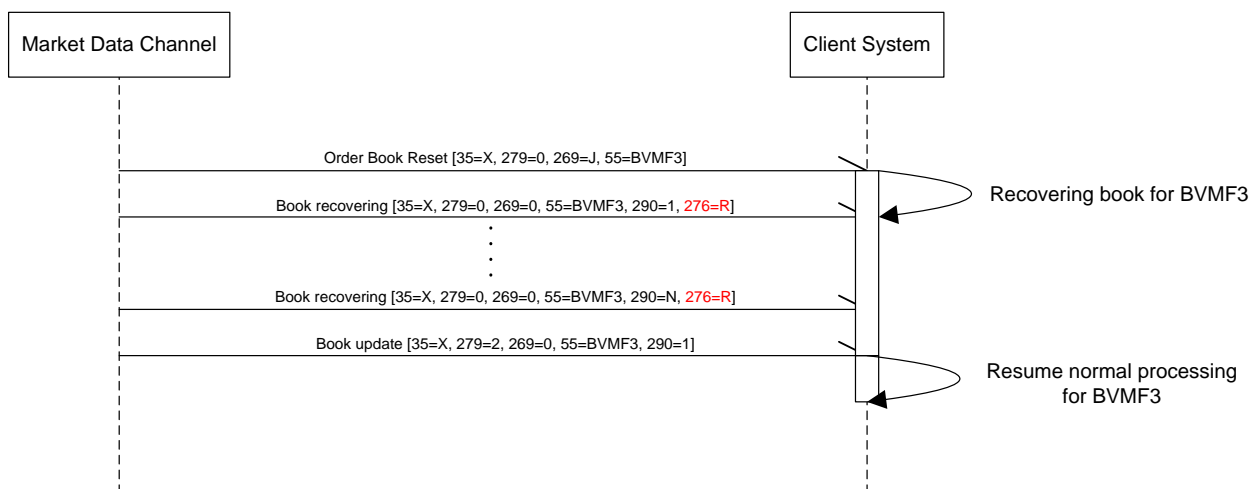 Market Data Channel
Client System
Order Book Reset [35=X, 279=0, 269=J, 55=BVMF3]
Recovering book for BVMF3
Book recovering [35=X, 279=0, 269=0, 55=BVMF3, 290=1, 276=R]
Book recovering [35=X, 279=0, 269=0, 55=BVMF3, 290=N, 276=R]
Book update [35=X, 279=2, 269=0, 55=BVMF3, 290=1]
Resume normal processing
for BVMF3